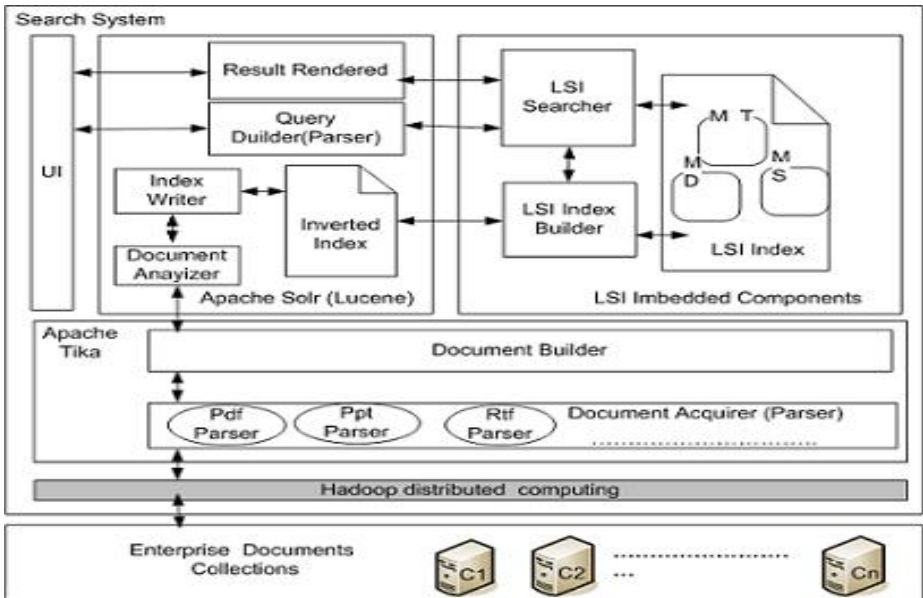 Search System
UI
Result Rendered
Query
Duilder(Parser)
Index
Writer
Inverted
Index
Document
Anayizer
Apache Solr (Lucene)
LSI
Searcher
LSI Index
Builder
M T
M
D
M
S
LSI Index
LSI Imbedded Components
Apache
Tika
Document Builder
Pdf
Parser
Ppt
Parser
Rtf
Parser
Document Acquirer (Parser)
Hadoop distributed computing
Enterprise Documents
Collections
C1
C2
...
Cn